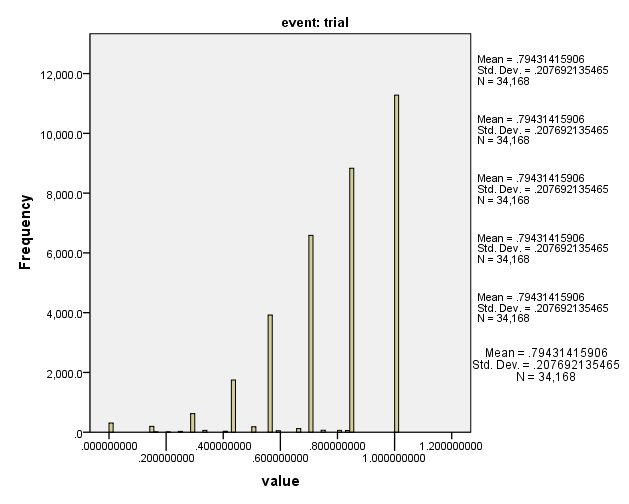 event: trial
12,000.0
10,000.0
8,000.0
6,000.0
4,000.0
2,000.0
.0
Frequency
.000000000
.400000000
.600000000
.800000000
1.200000000
.200000000
1.000000000
value
Mean = .79431415906
Std. Dev. = .207692135465
N = 34,168
Mean = .79431415906
Std. Dev. = .207692135465
N = 34,168
Mean = .79431415906
Std. Dev. = .207692135465
N = 34,168
Mean = .79431415906
Std. Dev. = .207692135465
N = 34,168
Mean = .79431415906
Std. Dev. = .207692135465
N = 34,168
Mean = .79431415906
Std. Dev. = .207692135465
N = 34,168